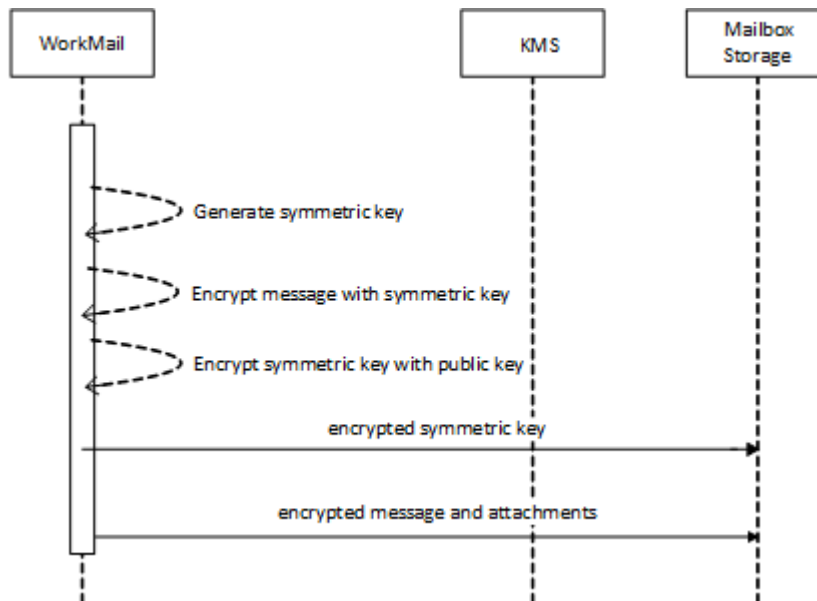 WorkMail
KMS
Mailbox
Storage
Generate symmetric key
Encrypt message with symmetric key
Encrypt symmetric key with public key
encrypted symmetric key
encrypted message and attachments